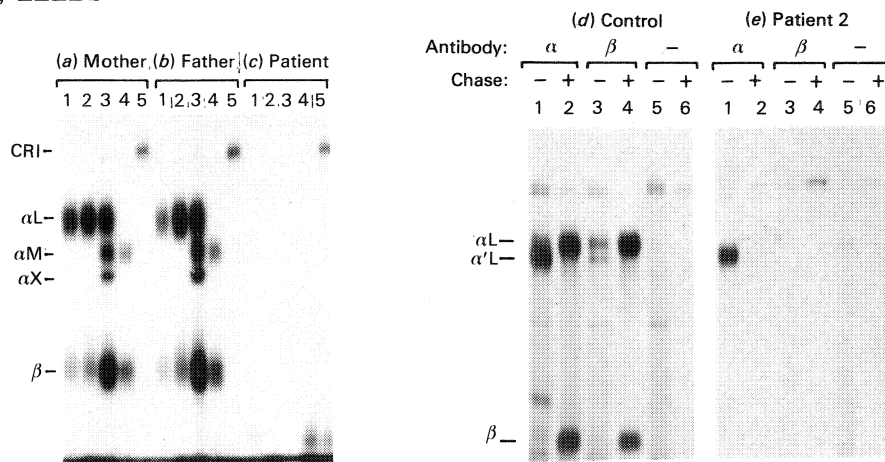 (a) Mother (b) Father (c) Patient
1 2 3 4 5 1 2 3 4 5 1 2 3 4 5
CRI
αL
αM
αX
β
(d) Control (e) Patient 2
Antibody: α β – α β –
Chase: – + – + – + – + – + – +
1 2 3 4 5 6 1 2 3 4 5 6
αL
α'L
β